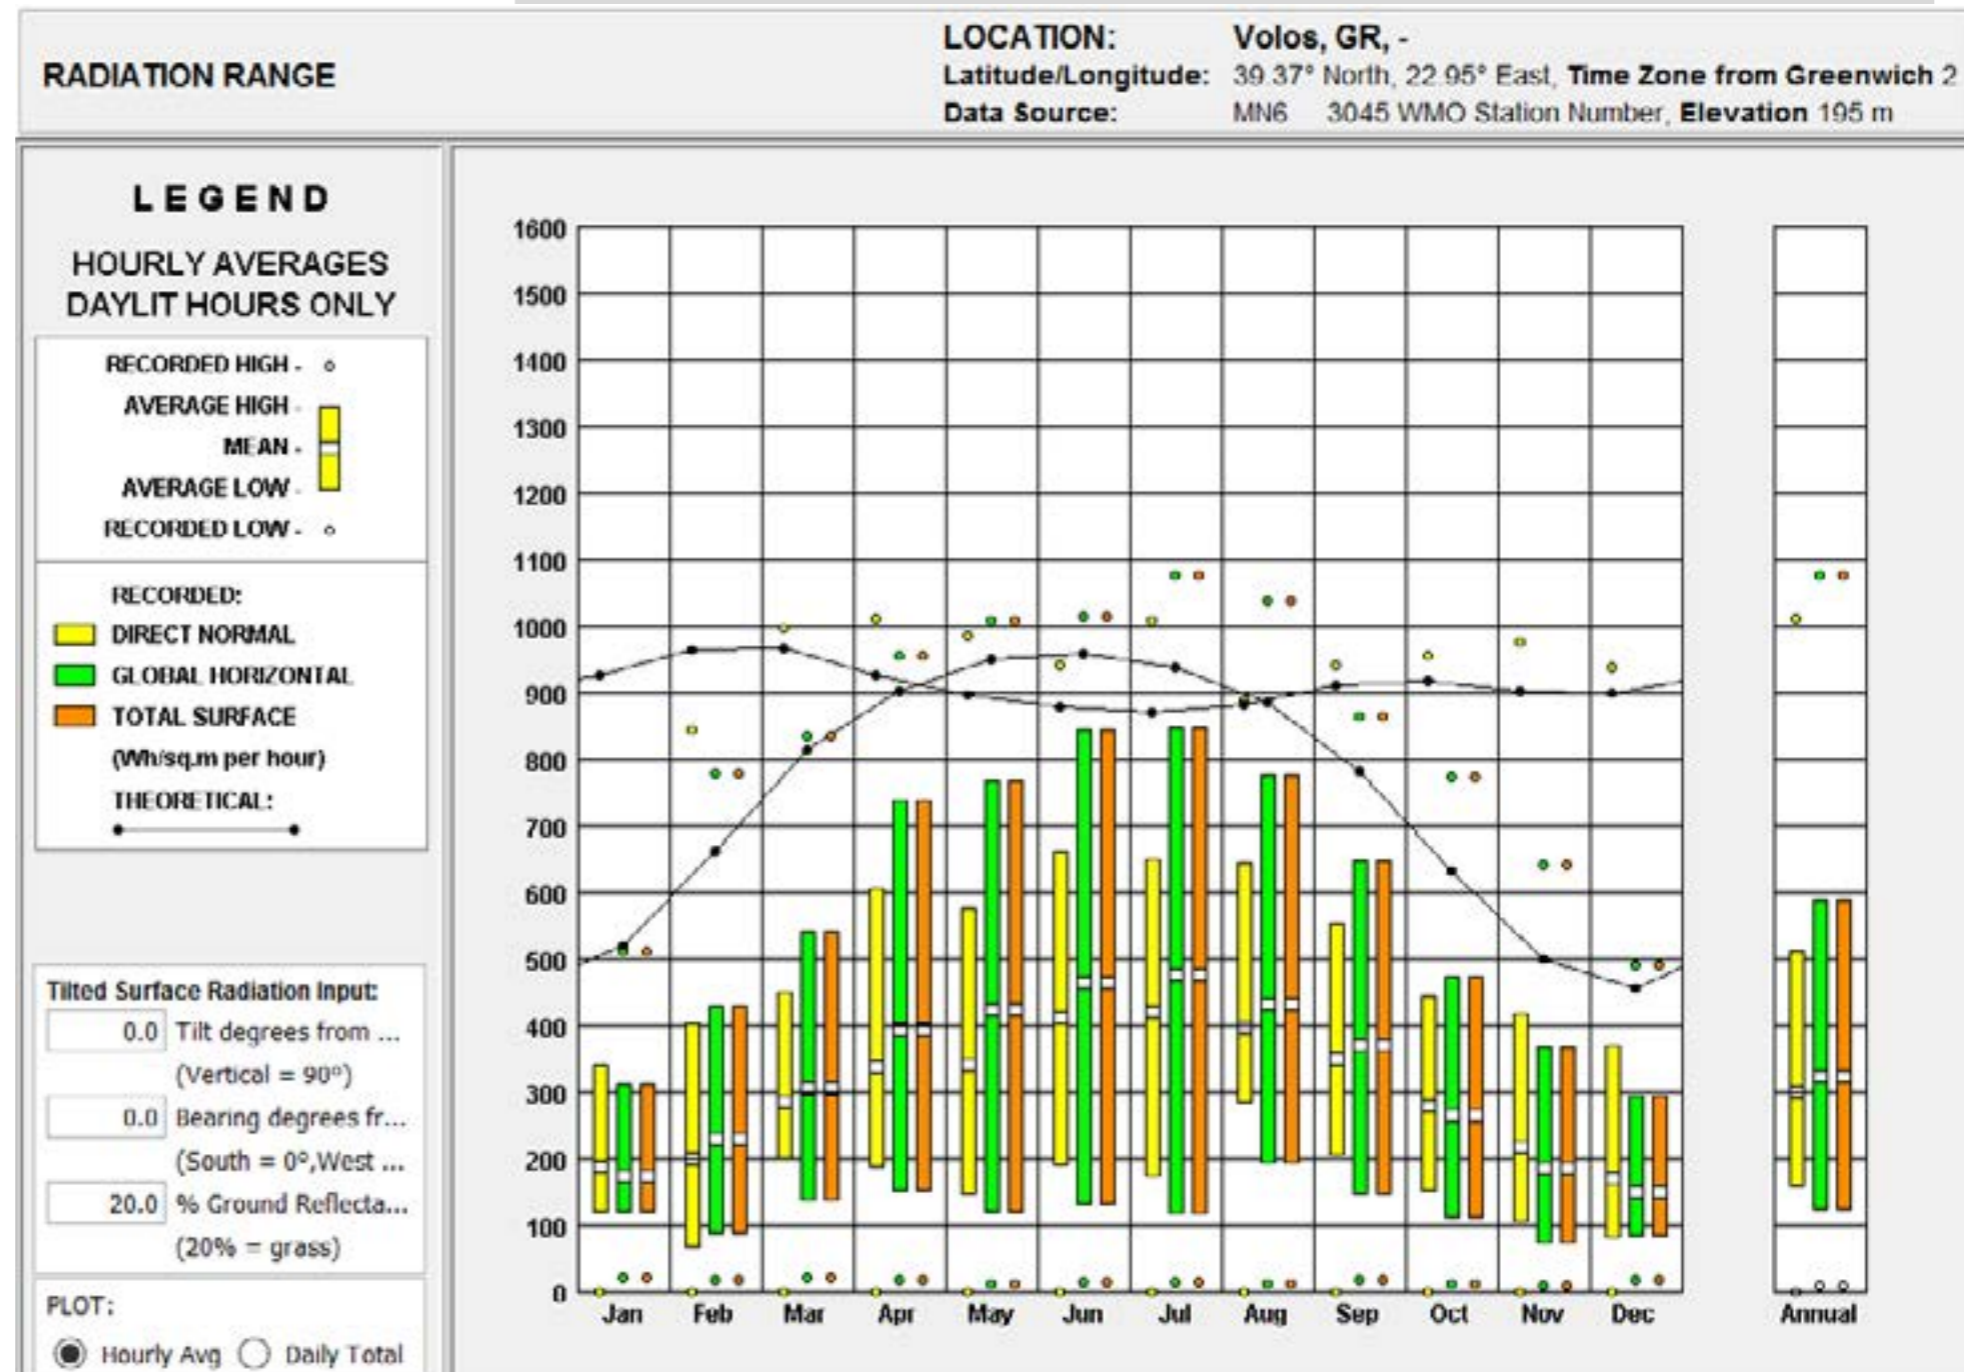 RADIATION RANGE
LOCATION: Volos, GR, -
Latitude/Longitude: 39.37° North, 22.95° East, Time Zone from Greenwich 2
Data Source: MN6 3045 WMO Station Number, Elevation 195 m
LEGEND
HOURLY AVERAGES
DAYLIT HOURS ONLY
RECORDED HIGH -
AVERAGE HIGH -
MEAN -
AVERAGE LOW -
RECORDED LOW -
RECORDED:
DIRECT NORMAL
GLOBAL HORIZONTAL
TOTAL SURFACE
(Wh/sq.m per hour)
THEORETICAL:
Tilted Surface Radiation Input:
0.0 Tilt degrees from ...
(Vertical = 90°)
0.0 Bearing degrees fr...
(South = 0°,West ...
20.0 % Ground Reflecta...
(20% = grass)
PLOT:
Hourly Avg Daily Total
1600
1500
1400
1300
1200
1100
1000
900
800
700
600
500
400
300
200
100
0
Jan Feb Mar Apr May Jun Jul Aug Sep Oct Nov Dec Annual